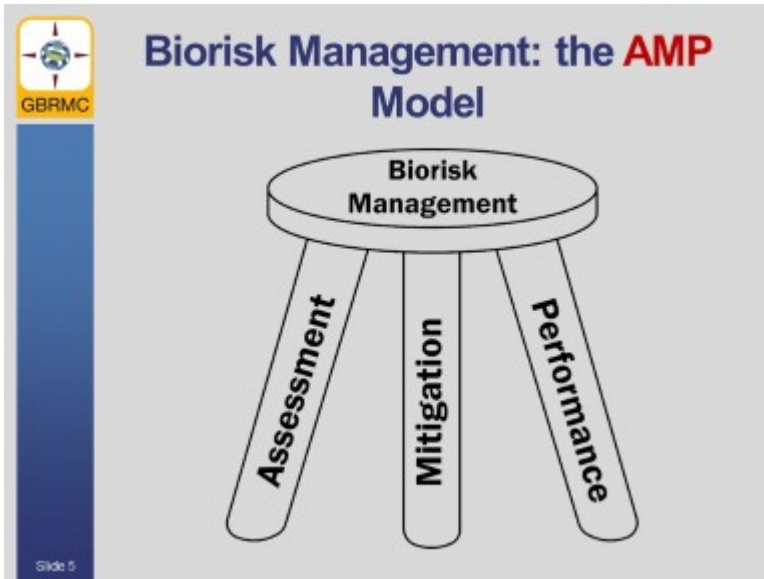 GBRMC
Biorisk Management: the AMP
Model
Biorisk
Management
Assessment
Mitigation
Performance
Slide 5